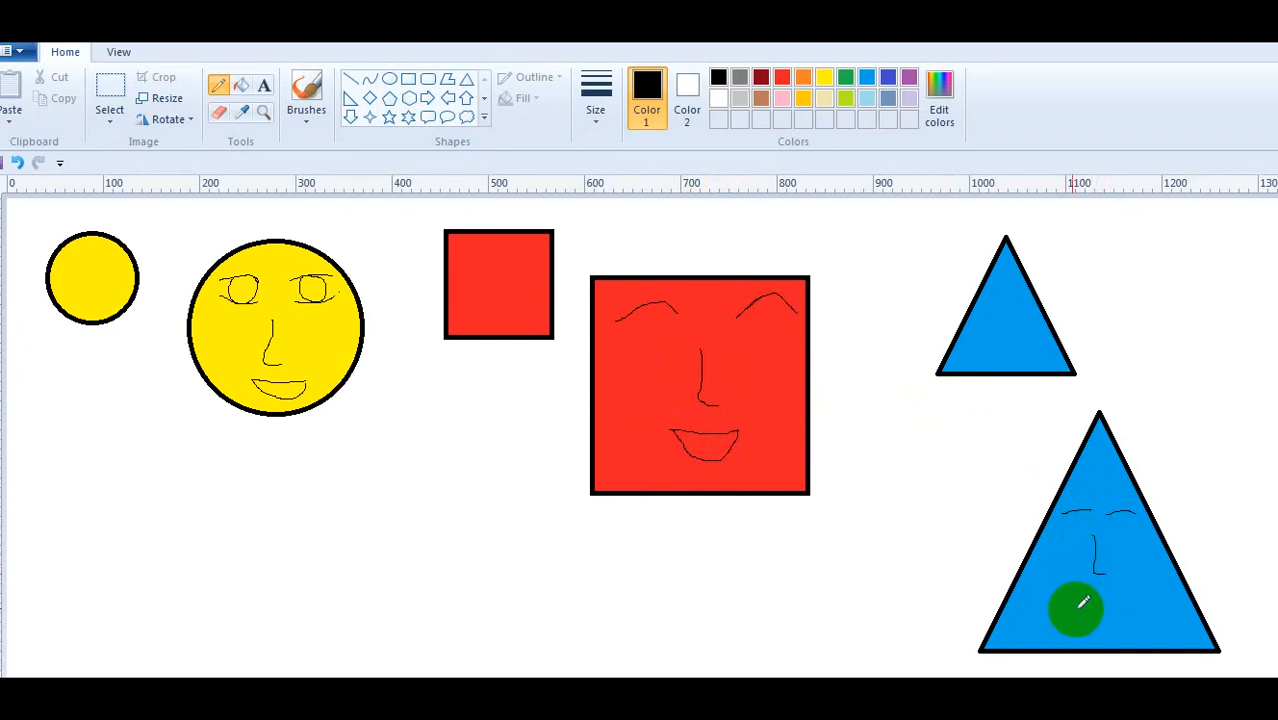 Home View
Paste
Cut
Copy
Clipboard
Select
Crop
Resize
Rotate
Image
A
Tools
Brushes
Outline
Fill
Shapes
Size
Color 1
Color 2
Edit colors
Colors
0 100 200 300 400 500 600 700 800 900 1000 1100 1200 130